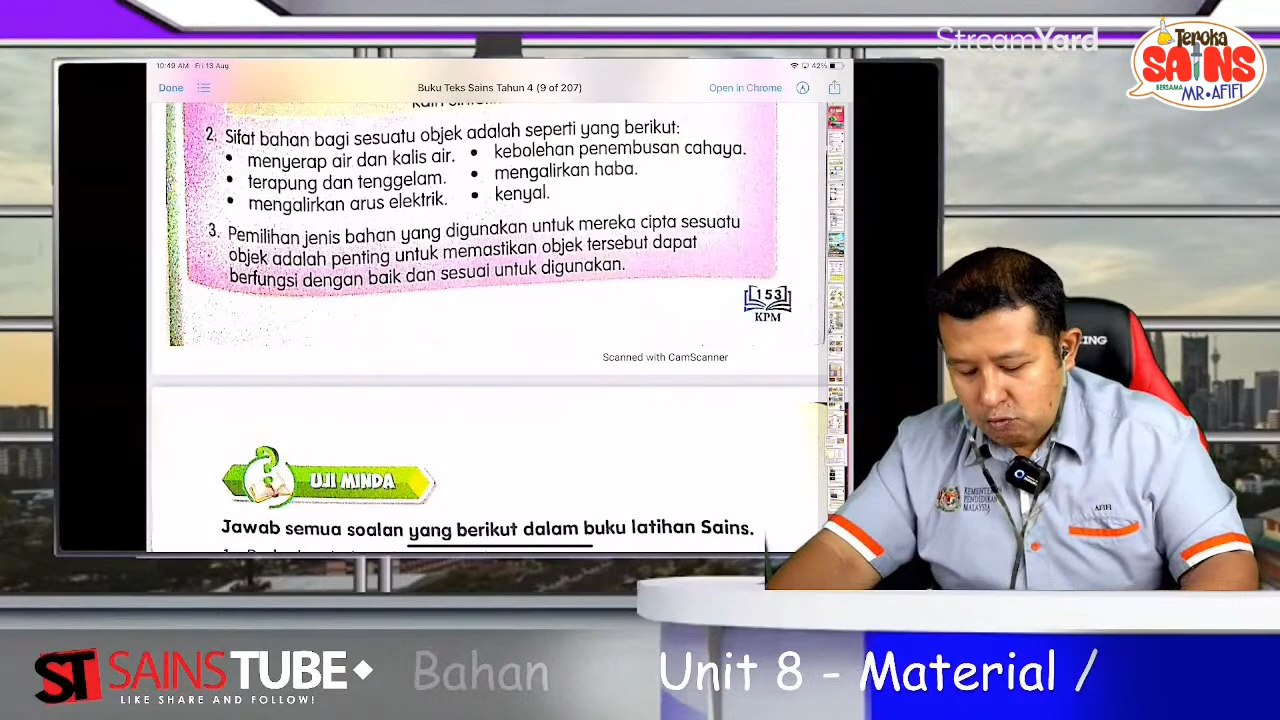 StreamYard
Teroka
SAINS
BERSAMA
MR.AFIFI
10:49 AM Fri 13 Aug
42%
Done
Buku Teks Sains Tahun 4 (9 of 207)
Open in Chrome
2. Sifat bahan bagi sesuatu objek adalah seperti yang berikut:
• menyerap air dan kalis air.
• kebolehan penembusan cahaya.
• terapung dan tenggelam.
• mengalirkan haba.
• mengalirkan arus elektrik.
• kenyal.
3. Pemilihan jenis bahan yang digunakan untuk mereka cipta sesuatu
objek adalah penting untuk memastikan objek tersebut dapat
berfungsi dengan baik dan sesuai untuk digunakan.
153
KPM
Scanned with CamScanner
UJI MINDA
Jawab semua soalan yang berikut dalam buku latihan Sains.
KEMENTERIAN
PENDIDIKAN
MALAYSIA
AFIFI
ST SAINSTUBE
LIKE SHARE AND FOLLOW!
Bahan
Unit 8 - Material /